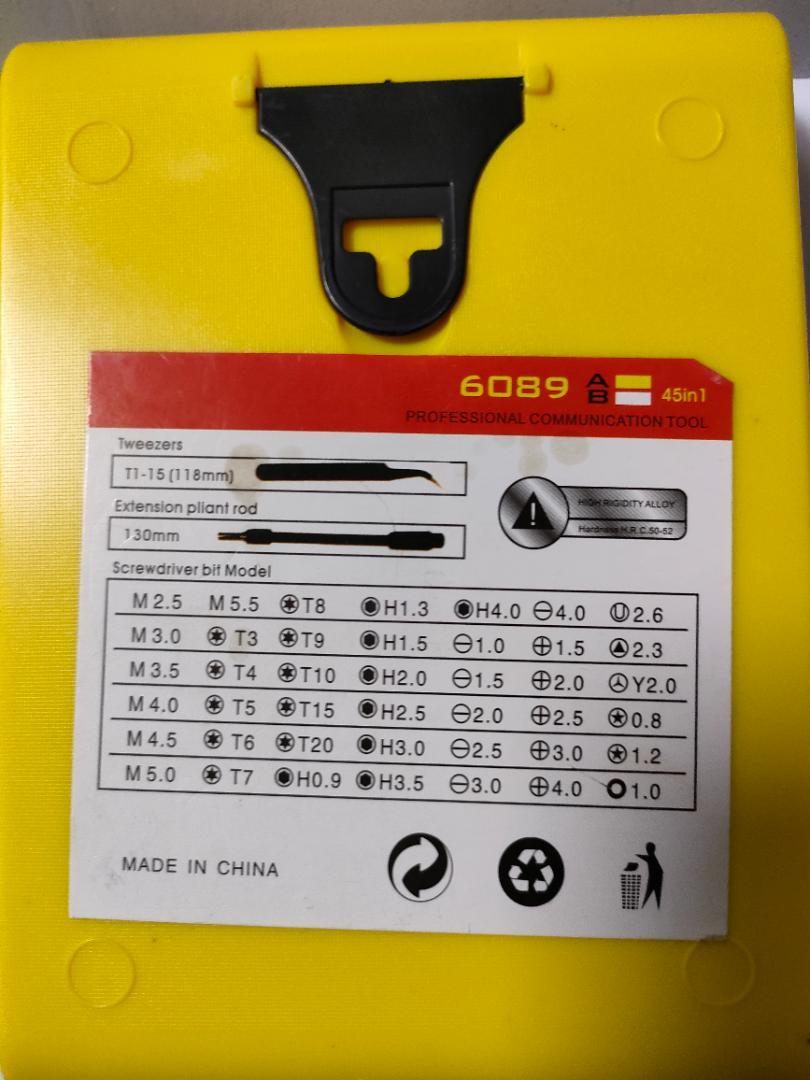 6089 A B 45in1
PROFESSIONAL COMMUNICATION TOOL
Tweezers
T1-15 (118mm)
HIGH RIGIDITY ALLOY
Hardness H.R.C.50-52
Extension pliant rod
130mm
Screwdriver bit Model
M 2.5 M 5.5 T8 H1.3 H4.0 4.0 2.6
M 3.0 T3 T9 H1.5 1.0 1.5 2.3
M 3.5 T4 T10 H2.0 1.5 2.0 Y2.0
M 4.0 T5 T15 H2.5 2.0 2.5 0.8
M 4.5 T6 T20 H3.0 2.5 3.0 1.2
M 5.0 T7 H0.9 H3.5 3.0 4.0 1.0
MADE IN CHINA